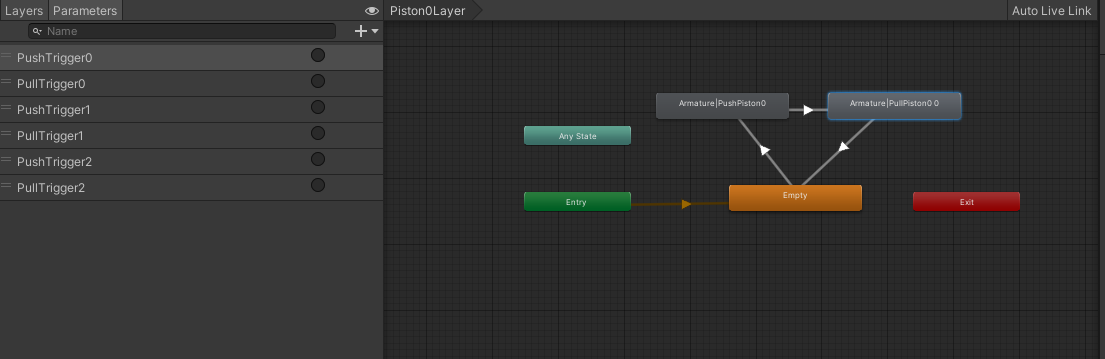 Layers Parameters
Piston0Layer
Auto Live Link
Name
PushTrigger0
PullTrigger0
PushTrigger1
PullTrigger1
PushTrigger2
PullTrigger2
Armature|PushPiston0
Armature|PullPiston0 0
Any State
Entry
Empty
Exit